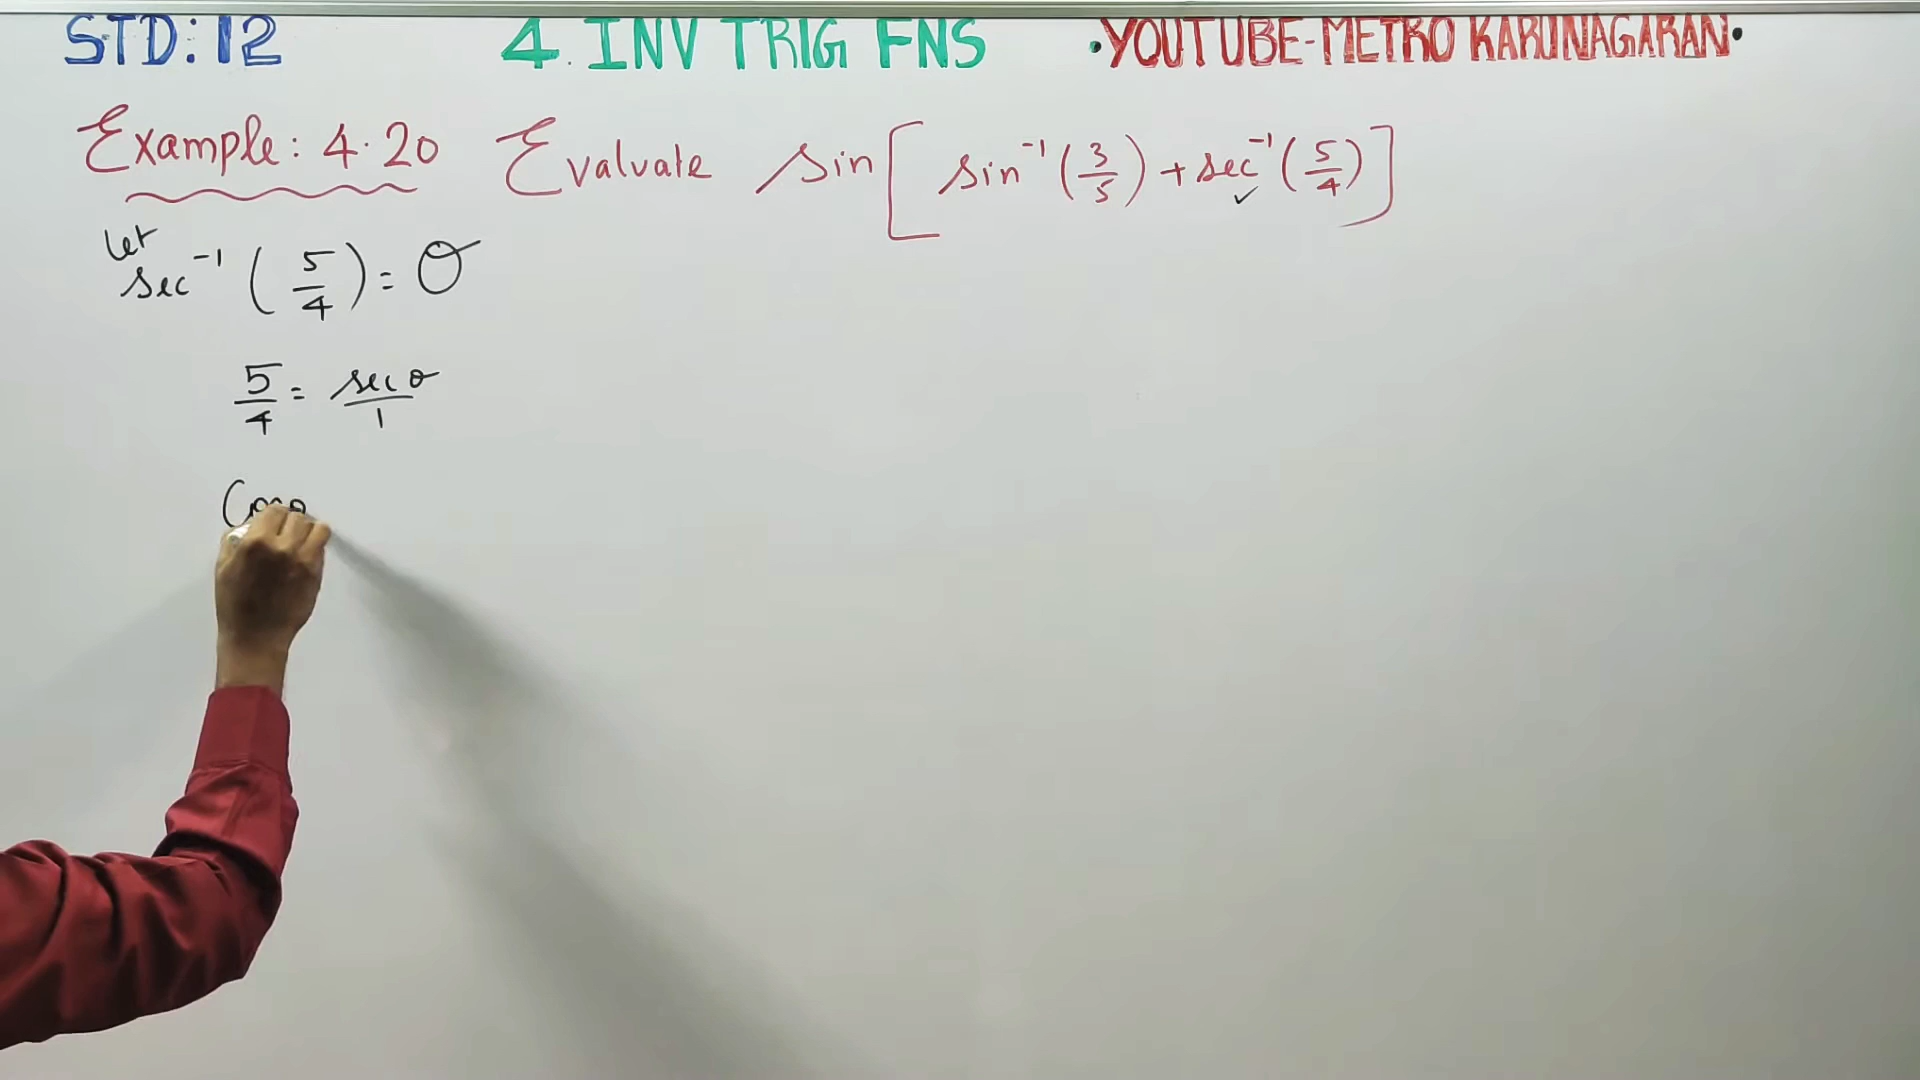 STD: 12 4. INV TRIG FNS •YOUTUBE-METRO KARUNAGARAN•
Example: 4.20 Evaluate sin[ sin⁻¹(3/5) + sec⁻¹(5/4) ]
let
sec⁻¹ ( 5/4 ) = θ
5/4 = sec θ/1
Cos θ